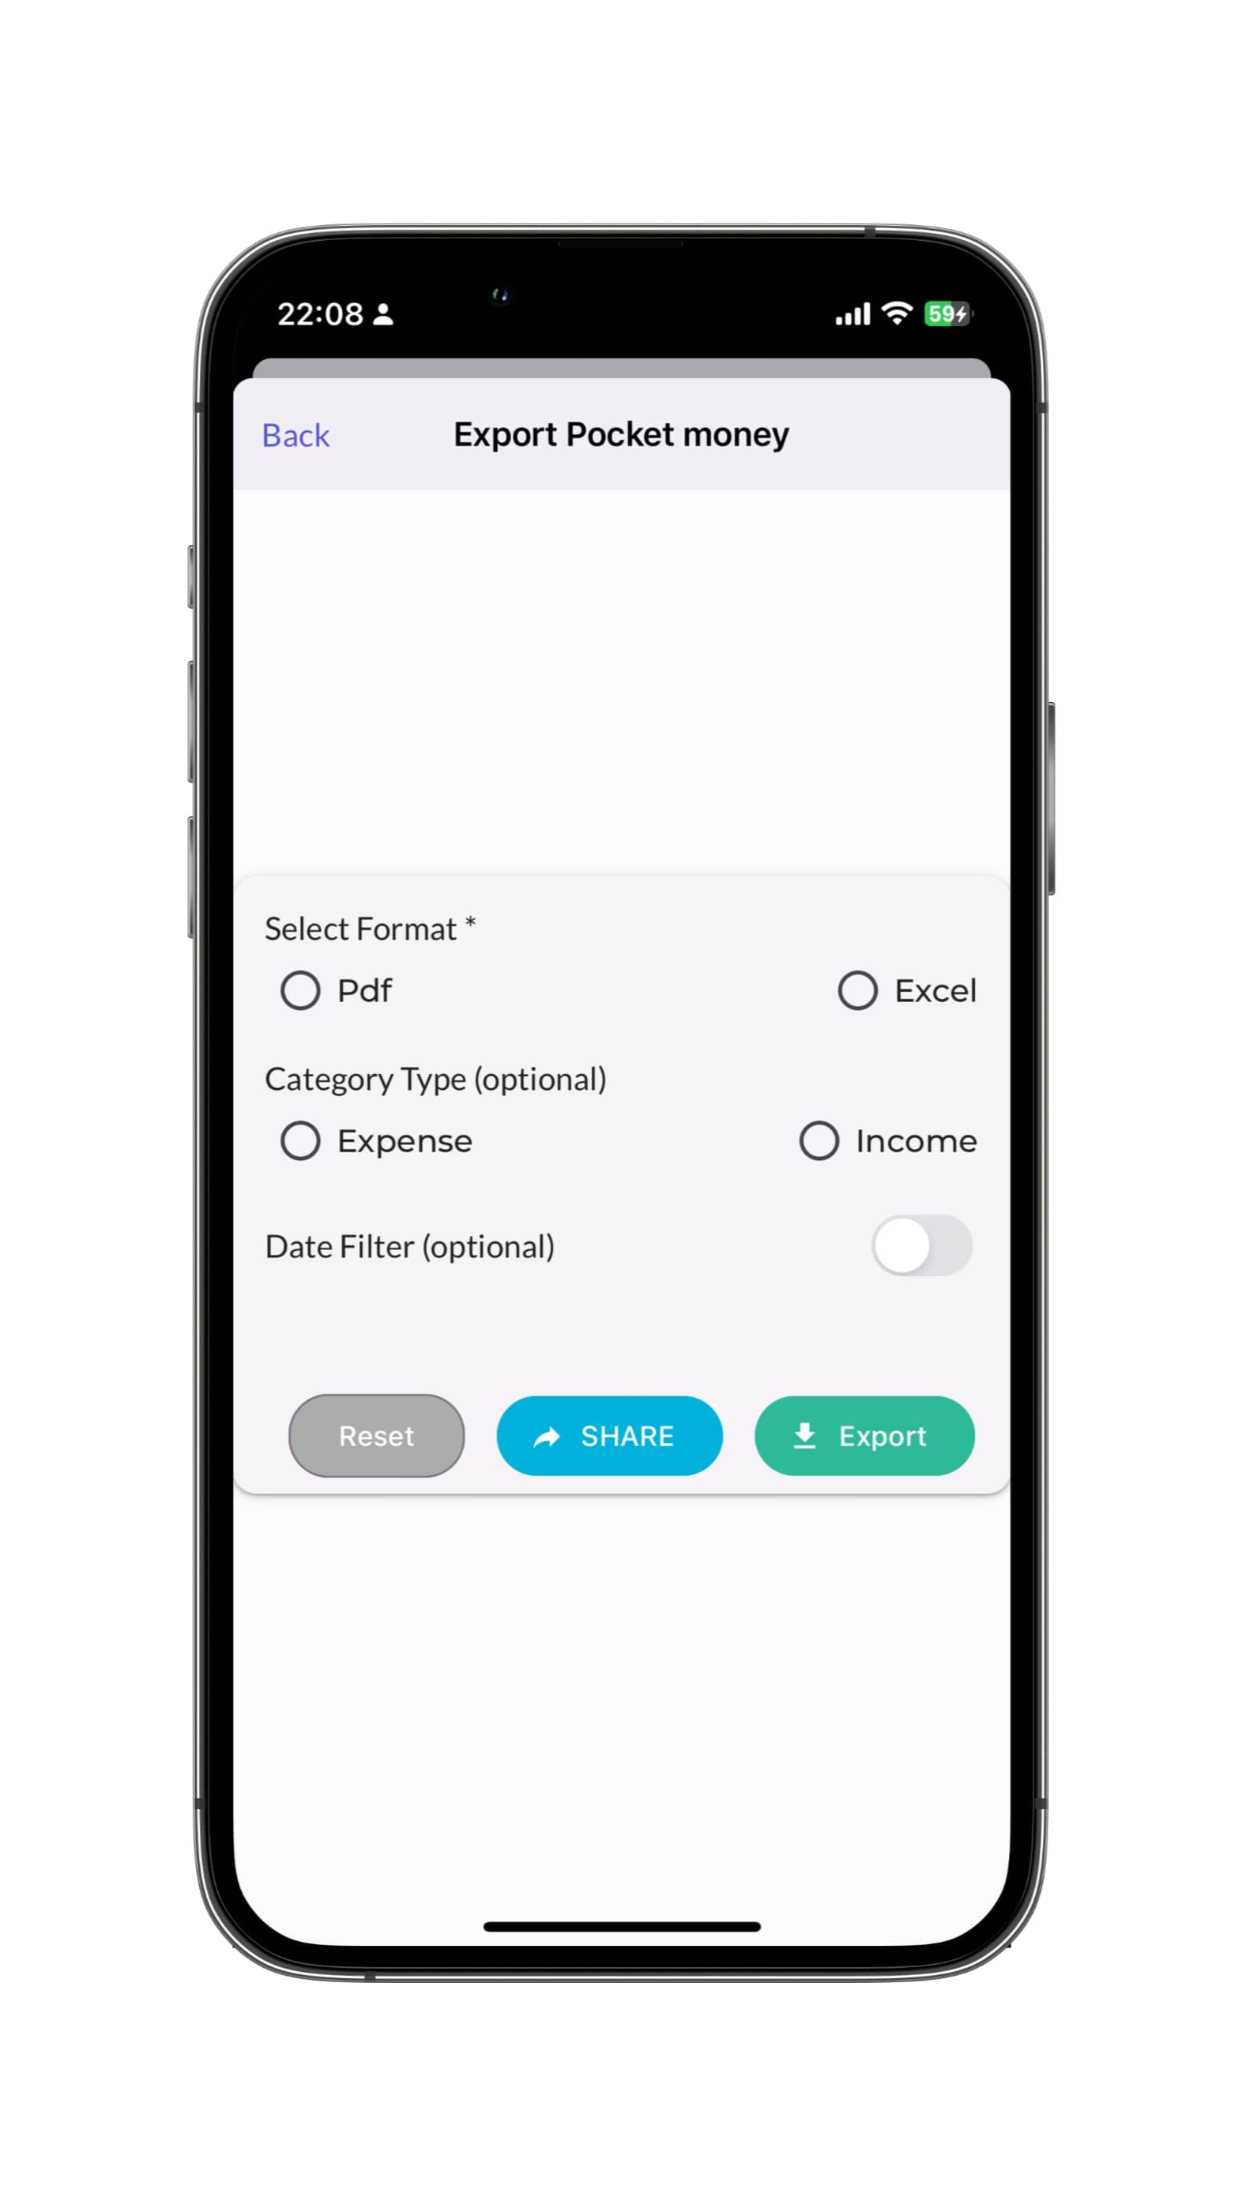 22:08
59
Back
Export Pocket money
Select Format *
Pdf
Excel
Category Type (optional)
Expense
Income
Date Filter (optional)
Reset
SHARE
Export